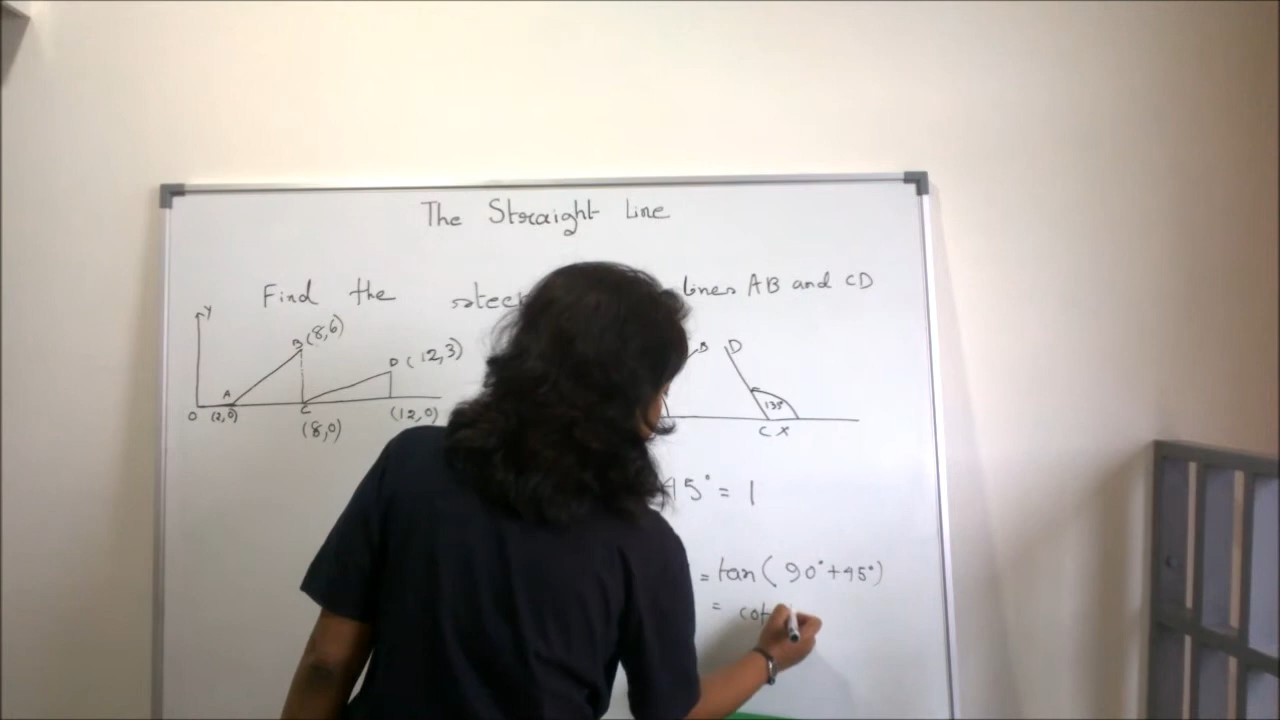 The Straight Line
Find the steep lines AB and CD
Y
B (8,6)
D (12,3)
A
O (2,0) C (12,0)
(8,0)
B D
135°
C X
45° = 1
= tan ( 90° + 45°)
= cot